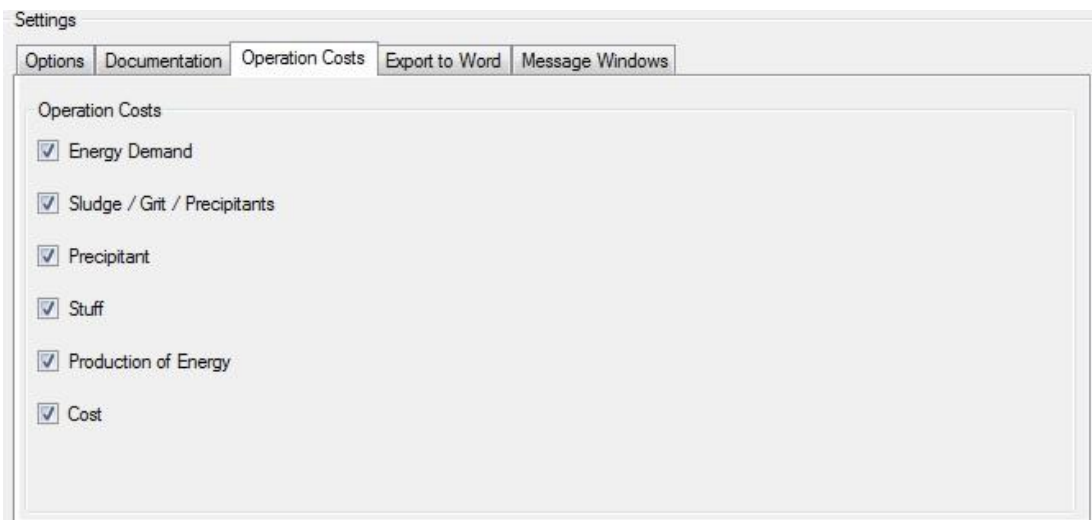 Settings
Options Documentation Operation Costs Export to Word Message Windows
Operation Costs
Energy Demand
Sludge / Grit / Precipitants
Precipitant
Stuff
Production of Energy
Cost